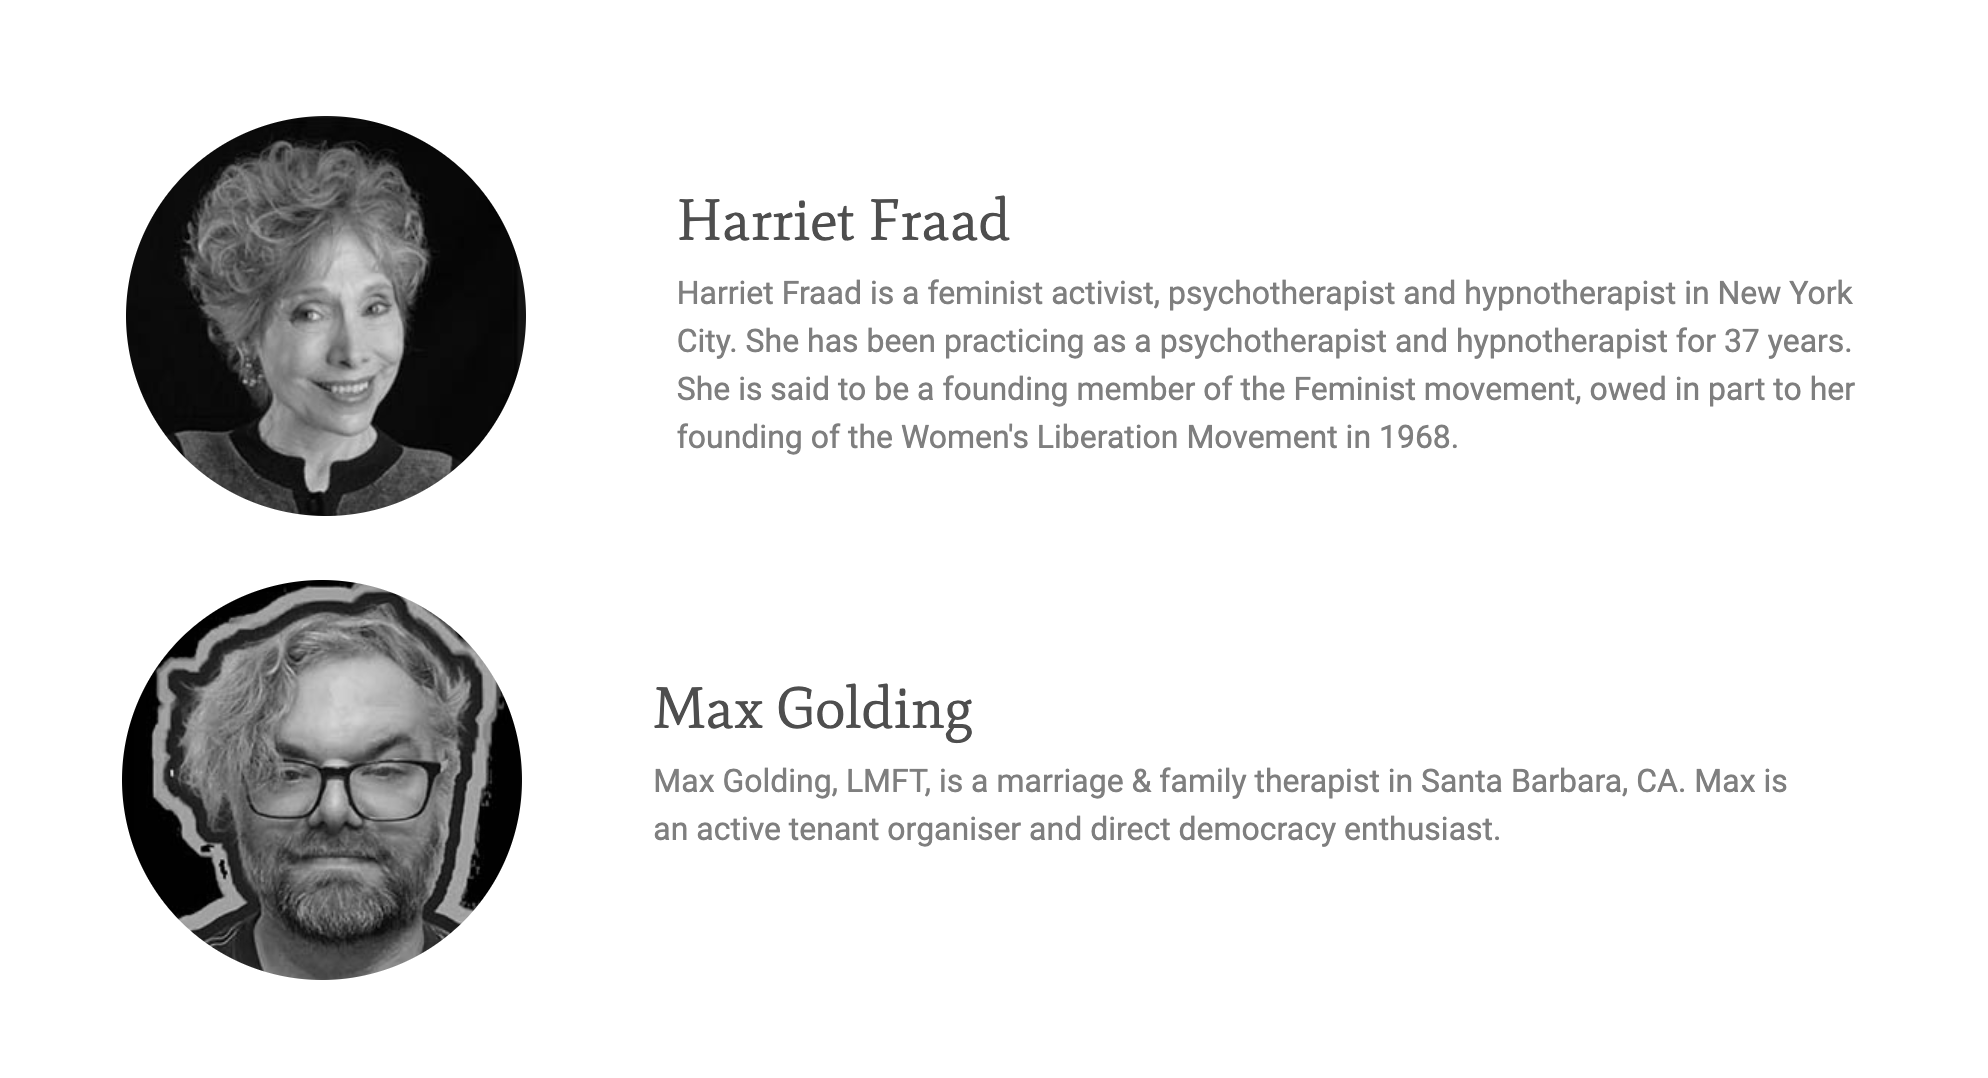 Harriet Fraad
Harriet Fraad is a feminist activist, psychotherapist and hypnotherapist in New York
City. She has been practicing as a psychotherapist and hypnotherapist for 37 years.
She is said to be a founding member of the Feminist movement, owed in part to her
founding of the Women's Liberation Movement in 1968.
Max Golding
Max Golding, LMFT, is a marriage & family therapist in Santa Barbara, CA. Max is
an active tenant organiser and direct democracy enthusiast.